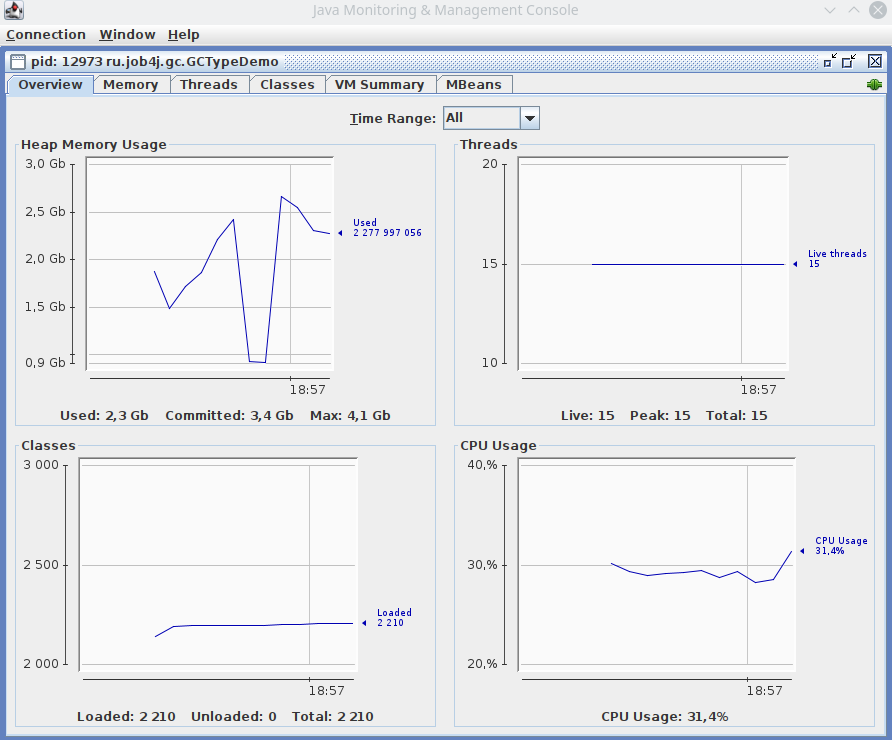 Java Monitoring & Management Console
Connection Window Help
pid: 12973 ru.job4j.gc.GCTypeDemo
Overview Memory Threads Classes VM Summary MBeans
Time Range: All
Heap Memory Usage
3,0 Gb
2,5 Gb
2,0 Gb
1,5 Gb
0,9 Gb
Used
2 277 997 056
18:57
Used: 2,3 Gb Committed: 3,4 Gb Max: 4,1 Gb
Threads
20
15
10
Live threads
15
18:57
Live: 15 Peak: 15 Total: 15
Classes
3 000
2 500
2 000
Loaded
2 210
18:57
Loaded: 2 210 Unloaded: 0 Total: 2 210
CPU Usage
40,%
30,%
20,%
CPU Usage
31,4%
18:57
CPU Usage: 31,4%